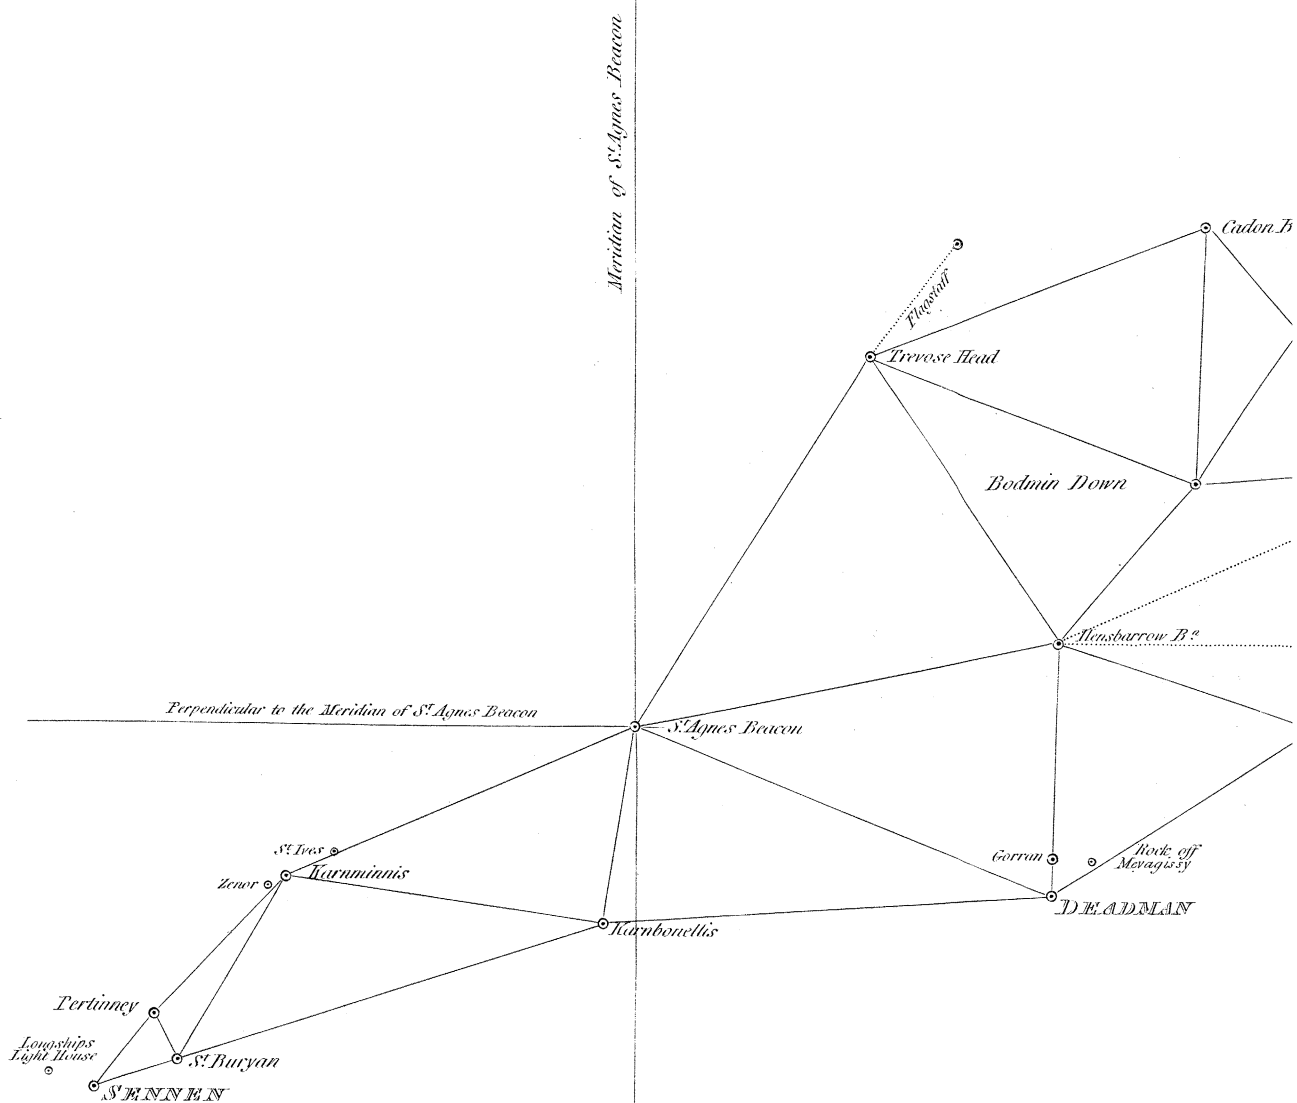 Meridian of St. Agnes Beacon
Cadon B
Flagstaff
Trevose Head
Bodmin Down
Hensbarrow Bn
Perpendicular to the Meridian of St. Agnes Beacon
St. Agnes Beacon
St. Ives
Karnminnis
Zenor
Gorran
Rock off
Mevagissy
DEADMAN
Karnbonellis
Pertinney
Longships
Light House
St. Buryan
SENNEN